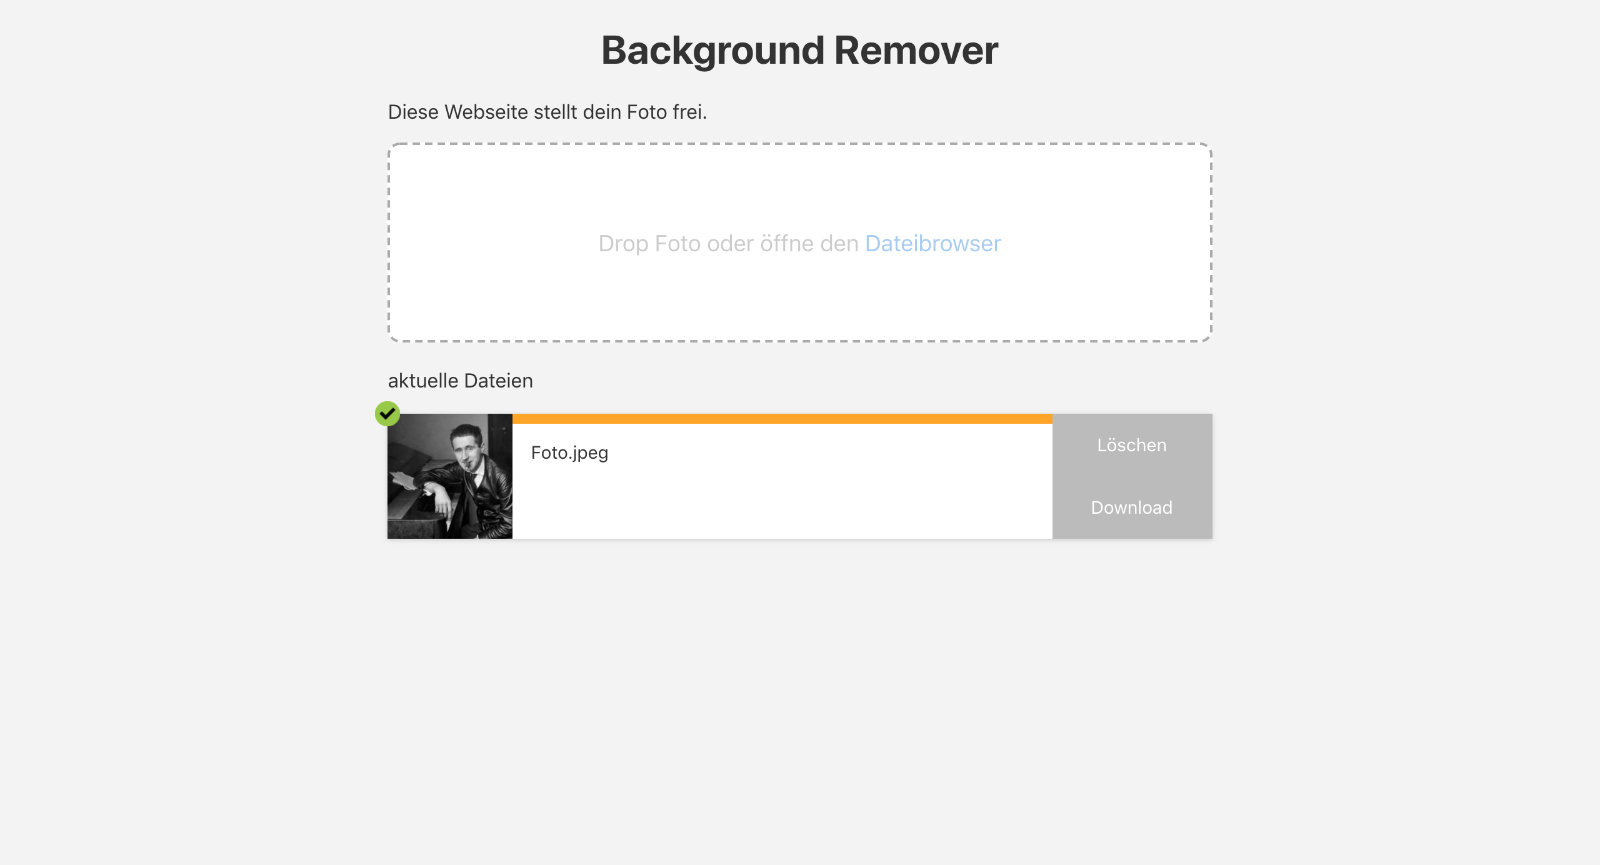 Background Remover
Diese Webseite stellt dein Foto frei.
Drop Foto oder öffne den Dateibrowser
aktuelle Dateien
Foto.jpeg
Löschen
Download